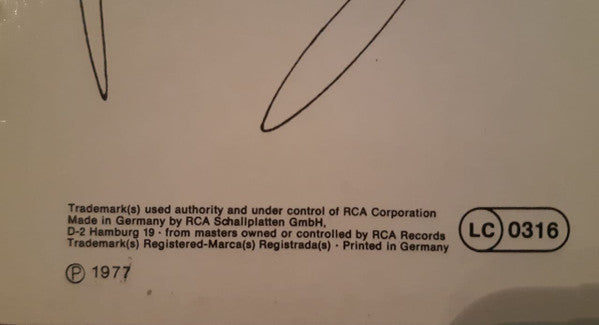 Trademark(s) used authority and under control of RCA Corporation
Made in Germany by RCA Schallplatten GmbH,
D-2 Hamburg 19 · from masters owned or controlled by RCA Records
Trademark(s) Registered-Marca(s) Registrada(s) · Printed in Germany
LC 0316
℗ 1977